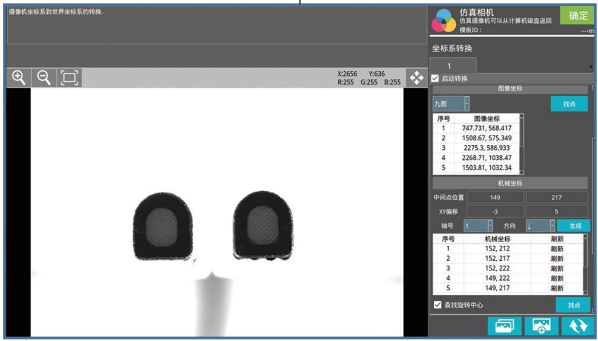 摄像机坐标系到世界坐标系的转换.
X:2656 Y:636
R:255 G:255 B:255
仿真相机
仿真摄像机可以从计算机磁盘返回
模板ID:
---m
确定
坐标系转换
1
启动转换
图像坐标
九图
找点
序号 图像坐标
1 747.731, 568.417
2 1508.67, 575.349
3 2275.3, 586.933
4 2268.71, 1038.47
5 1503.81, 1032.34
机械坐标
中间点位置 149 217
XY偏移 -3 5
轴号 1 方向 ↓ 生成
序号 机械坐标 刷新
1 152, 212 刷新
2 152, 217 刷新
3 152, 222 刷新
4 149, 222 刷新
5 149, 217 刷新
查找旋转中心 找点